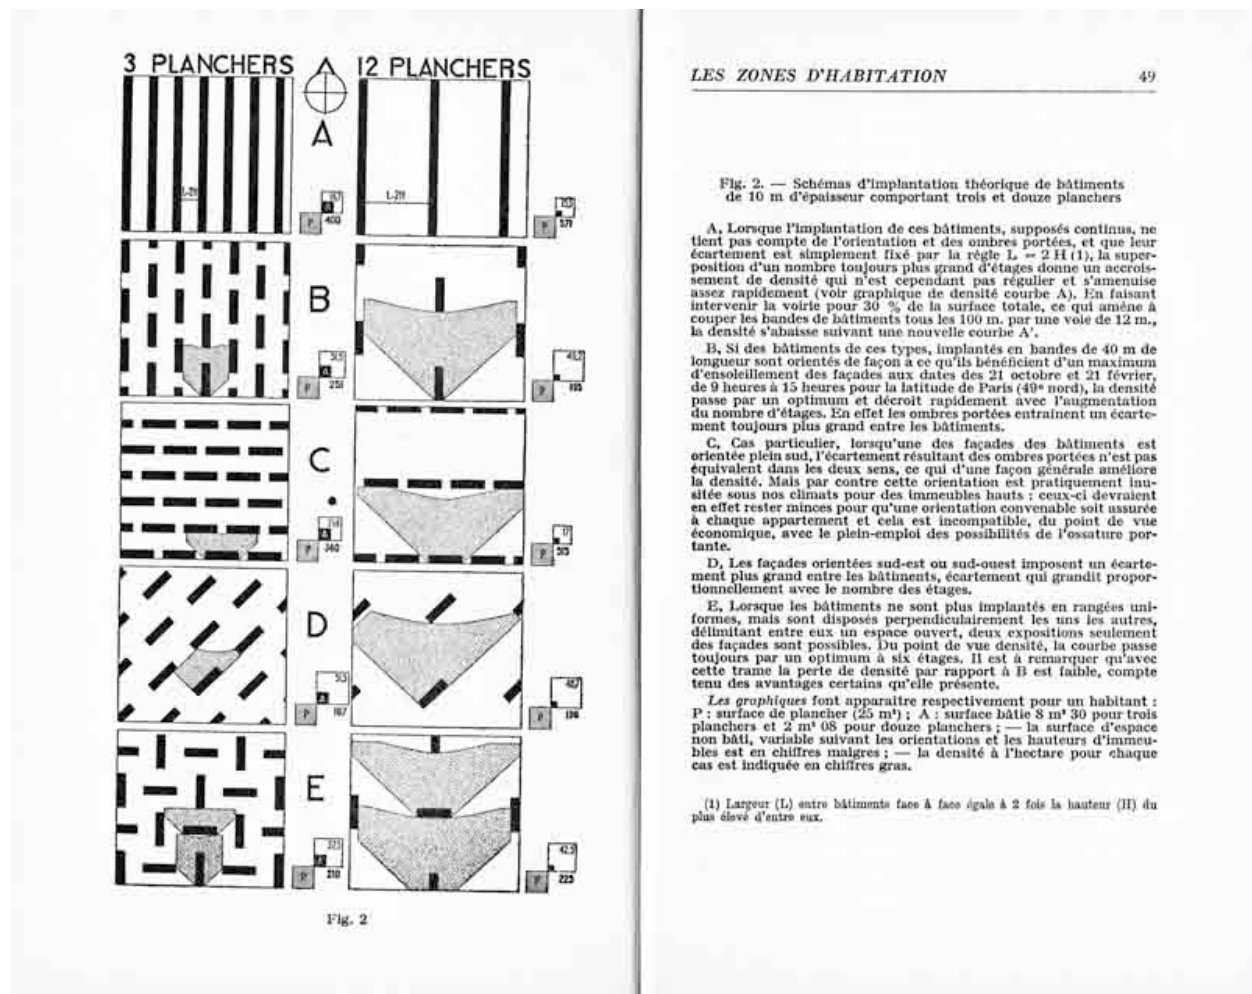 3 PLANCHERS
12 PLANCHERS
A
L=2H
L=2H
A
P
400
P
571
B
31,5
A
P
251
P
C
A
P
340
17
P
515
D
51,5
A
P
167
48,7
P
196
E
A
P
210
42,3
P
225
Fig. 2
LES ZONES D'HABITATION 49
Fig. 2. — Schémas d'implantation théorique de bâtiments
de 10 m d'épaisseur comportant trois et douze planchers
A, Lorsque l'implantation de ces bâtiments, supposés continus, ne
tient pas compte de l'orientation et des ombres portées, et que leur
écartement est simplement fixé par la règle L = 2 H (1), la super-
position d'un nombre toujours plus grand d'étages donne un accrois-
sement de densité qui n'est cependant pas régulier et s'amenuise
assez rapidement (voir graphique de densité courbe A). En faisant
intervenir la voirie pour 30 % de la surface totale, ce qui amène à
couper les bandes de bâtiments tous les 100 m. par une voie de 12 m.,
la densité s'abaisse suivant une nouvelle courbe A'.
B, Si des bâtiments de ces types, implantés en bandes de 40 m de
longueur sont orientés de façon a ce qu'ils bénéficient d'un maximum
d'ensoleillement des façades aux dates des 21 octobre et 21 février,
de 9 heures à 15 heures pour la latitude de Paris (49° nord), la densité
passe par un optimum et décroit rapidement avec l'augmentation
du nombre d'étages. En effet les ombres portées entraînent un écarte-
ment toujours plus grand entre les bâtiments.
C, Cas particulier, lorsqu'une des façades des bâtiments est
orientée plein sud, l'écartement résultant des ombres portées n'est pas
équivalent dans les deux sens, ce qui d'une façon générale améliore
la densité. Mais par contre cette orientation est pratiquement inu-
sitée sous nos climats pour des immeubles hauts : ceux-ci devraient
en effet rester minces pour qu'une orientation convenable soit assurée
à chaque appartement et cela est incompatible, du point de vue
économique, avec le plein-emploi des possibilités de l'ossature por-
tante.
D, Les façades orientées sud-est ou sud-ouest imposent un écarte-
ment plus grand entre les bâtiments, écartement qui grandit propor-
tionnellement avec le nombre des étages.
E, Lorsque les bâtiments ne sont plus implantés en rangées uni-
formes, mais sont disposés perpendiculairement les uns les autres,
délimitant entre eux un espace ouvert, deux expositions seulement
des façades sont possibles. Du point de vue densité, la courbe passe
toujours par un optimum à six étages. Il est à remarquer qu'avec
cette trame la perte de densité par rapport à B est faible, compte
tenu des avantages certains qu'elle présente.
Les graphiques font apparaître respectivement pour un habitant :
P : surface de plancher (25 m²) ; A : surface bâtie 8 m² 30 pour trois
planchers et 2 m² 08 pour douze planchers ; — la surface d'espace
non bâti, variable suivant les orientations et les hauteurs d'immeu-
bles est en chiffres maigres ; — la densité à l'hectare pour chaque
cas est indiquée en chiffres gras.
(1) Largeur (L) entre bâtiments face à face égale à 2 fois la hauteur (H) du
plus élevé d'entre eux.